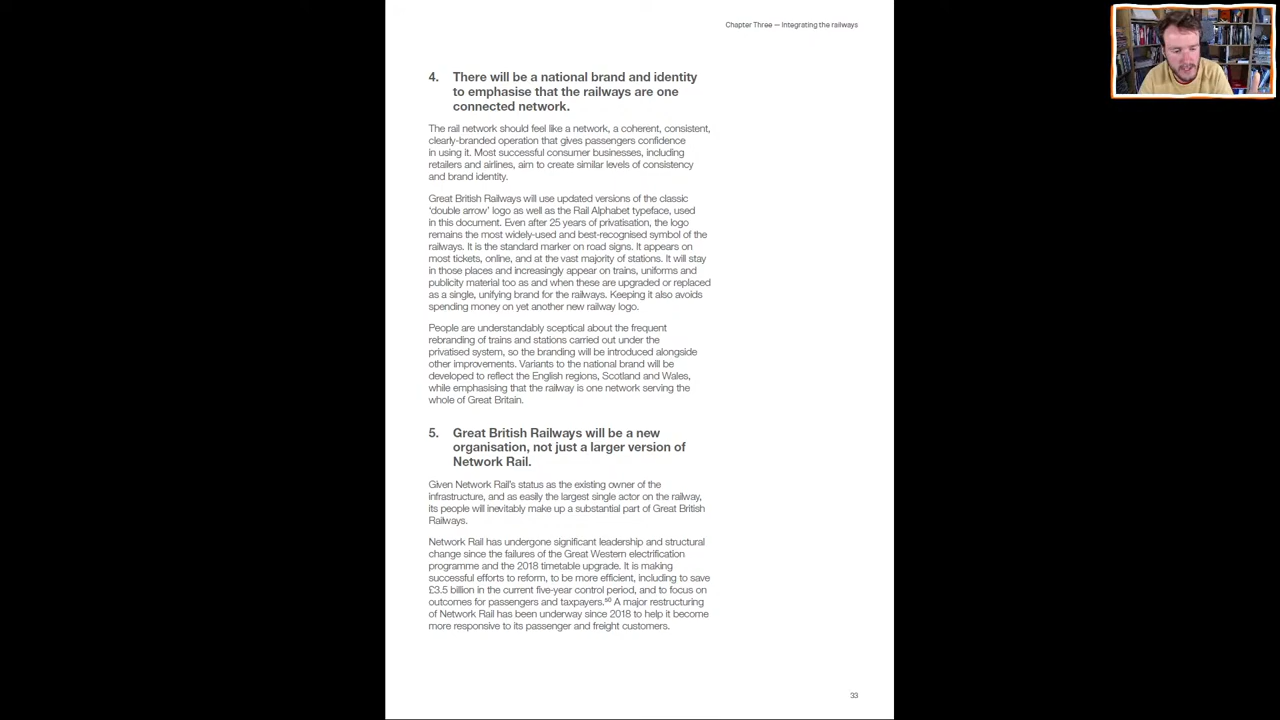 Chapter Three — Integrating the railways
4. There will be a national brand and identity
to emphasise that the railways are one
connected network.
The rail network should feel like a network, a coherent, consistent,
clearly-branded operation that gives passengers confidence
in using it. Most successful consumer businesses, including
retailers and airlines, aim to create similar levels of consistency
and brand identity.
Great British Railways will use updated versions of the classic
‘double arrow’ logo as well as the Rail Alphabet typeface, used
in this document. Even after 25 years of privatisation, the logo
remains the most widely-used and best-recognised symbol of the
railways. It is the standard marker on road signs. It appears on
most tickets, online, and at the vast majority of stations. It will stay
in those places and increasingly appear on trains, uniforms and
publicity material too as and when these are upgraded or replaced
as a single, unifying brand for the railways. Keeping it also avoids
spending money on yet another new railway logo.
People are understandably sceptical about the frequent
rebranding of trains and stations carried out under the
privatised system, so the branding will be introduced alongside
other improvements. Variants to the national brand will be
developed to reflect the English regions, Scotland and Wales,
while emphasising that the railway is one network serving the
whole of Great Britain.
5. Great British Railways will be a new
organisation, not just a larger version of
Network Rail.
Given Network Rail’s status as the existing owner of the
infrastructure, and as easily the largest single actor on the railway,
its people will inevitably make up a substantial part of Great British
Railways.
Network Rail has undergone significant leadership and structural
change since the failures of the Great Western electrification
programme and the 2018 timetable upgrade. It is making
successful efforts to reform, to be more efficient, including to save
£3.5 billion in the current five-year control period, and to focus on
outcomes for passengers and taxpayers.⁵⁰ A major restructuring
of Network Rail has been underway since 2018 to help it become
more responsive to its passenger and freight customers.
33